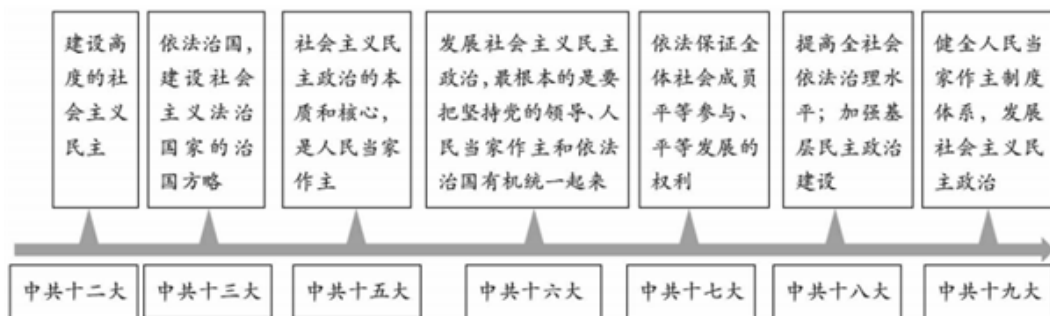 建设高
度的社
会主义
民主
依法治国,
建设社会
主义法治
国家的治
国方略
社会主义民
主政治的本
质和核心,
是人民当家
作主
发展社会主义民主
政治,最根本的是要
把坚持党的领导、人
民当家作主和依法
治国有机统一起来
依法保证全
体社会成员
平等参与、
平等发展的
权利
提高全社会
依法治理水
平；加强基
层民主政治
建设
健全人民当
家作主制度
体系，发展
社会主义民
主政治
中共十二大
中共十三大
中共十五大
中共十六大
中共十七大
中共十八大
中共十九大